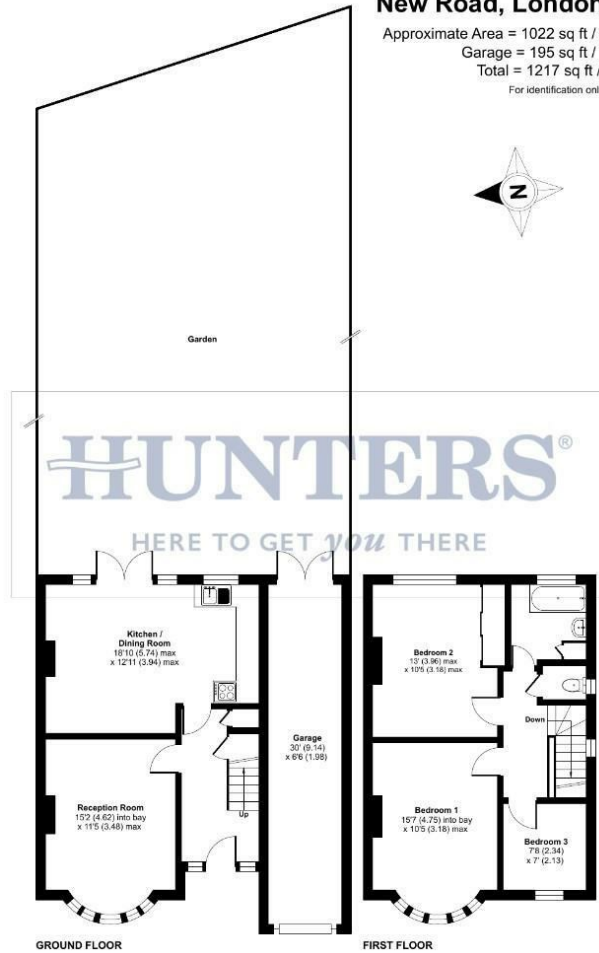 New Road, London
Approximate Area = 1022 sq ft /
Garage = 195 sq ft /
Total = 1217 sq ft /
For identification onl
N
Garden
HUNTERS®
HERE TO GET you THERE
Kitchen /
Dining Room
18'10 (5.74) max
x 12'11 (3.94) max
Garage
30' (9.14)
x 6'6 (1.98)
Reception Room
15'2 (4.62) into bay
x 11'5 (3.48) max
Up
GROUND FLOOR
Bedroom 2
13' (3.96) max
x 10'5 (3.18) max
Down
Bedroom 1
15'7 (4.75) into bay
x 10'5 (3.18) max
Bedroom 3
7'8 (2.34)
x 7' (2.13)
FIRST FLOOR